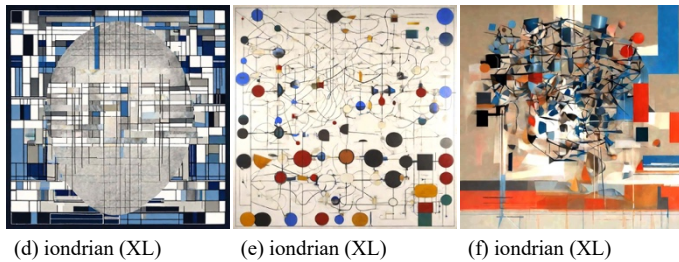 (d) iondrian (XL)
(e) iondrian (XL)
(f) iondrian (XL)